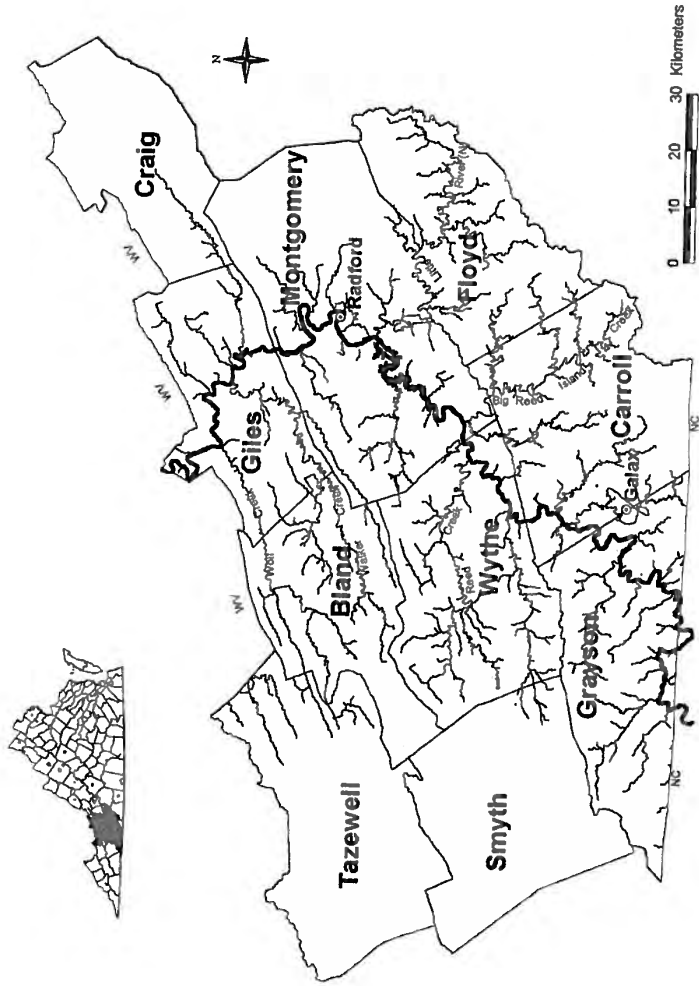 N
Craig
WV
Montgomery
Radford
WV
Giles
Little
River (N)
Floyd
Creek
Wolf
WV
Bland
Walker
Creek
Big Reed
Island
Creek
Carroll
Galax
NC
Reed
Creek
Wythe
Grayson
NC
Tazewell
Smyth
0 10 20 30 Kilometers